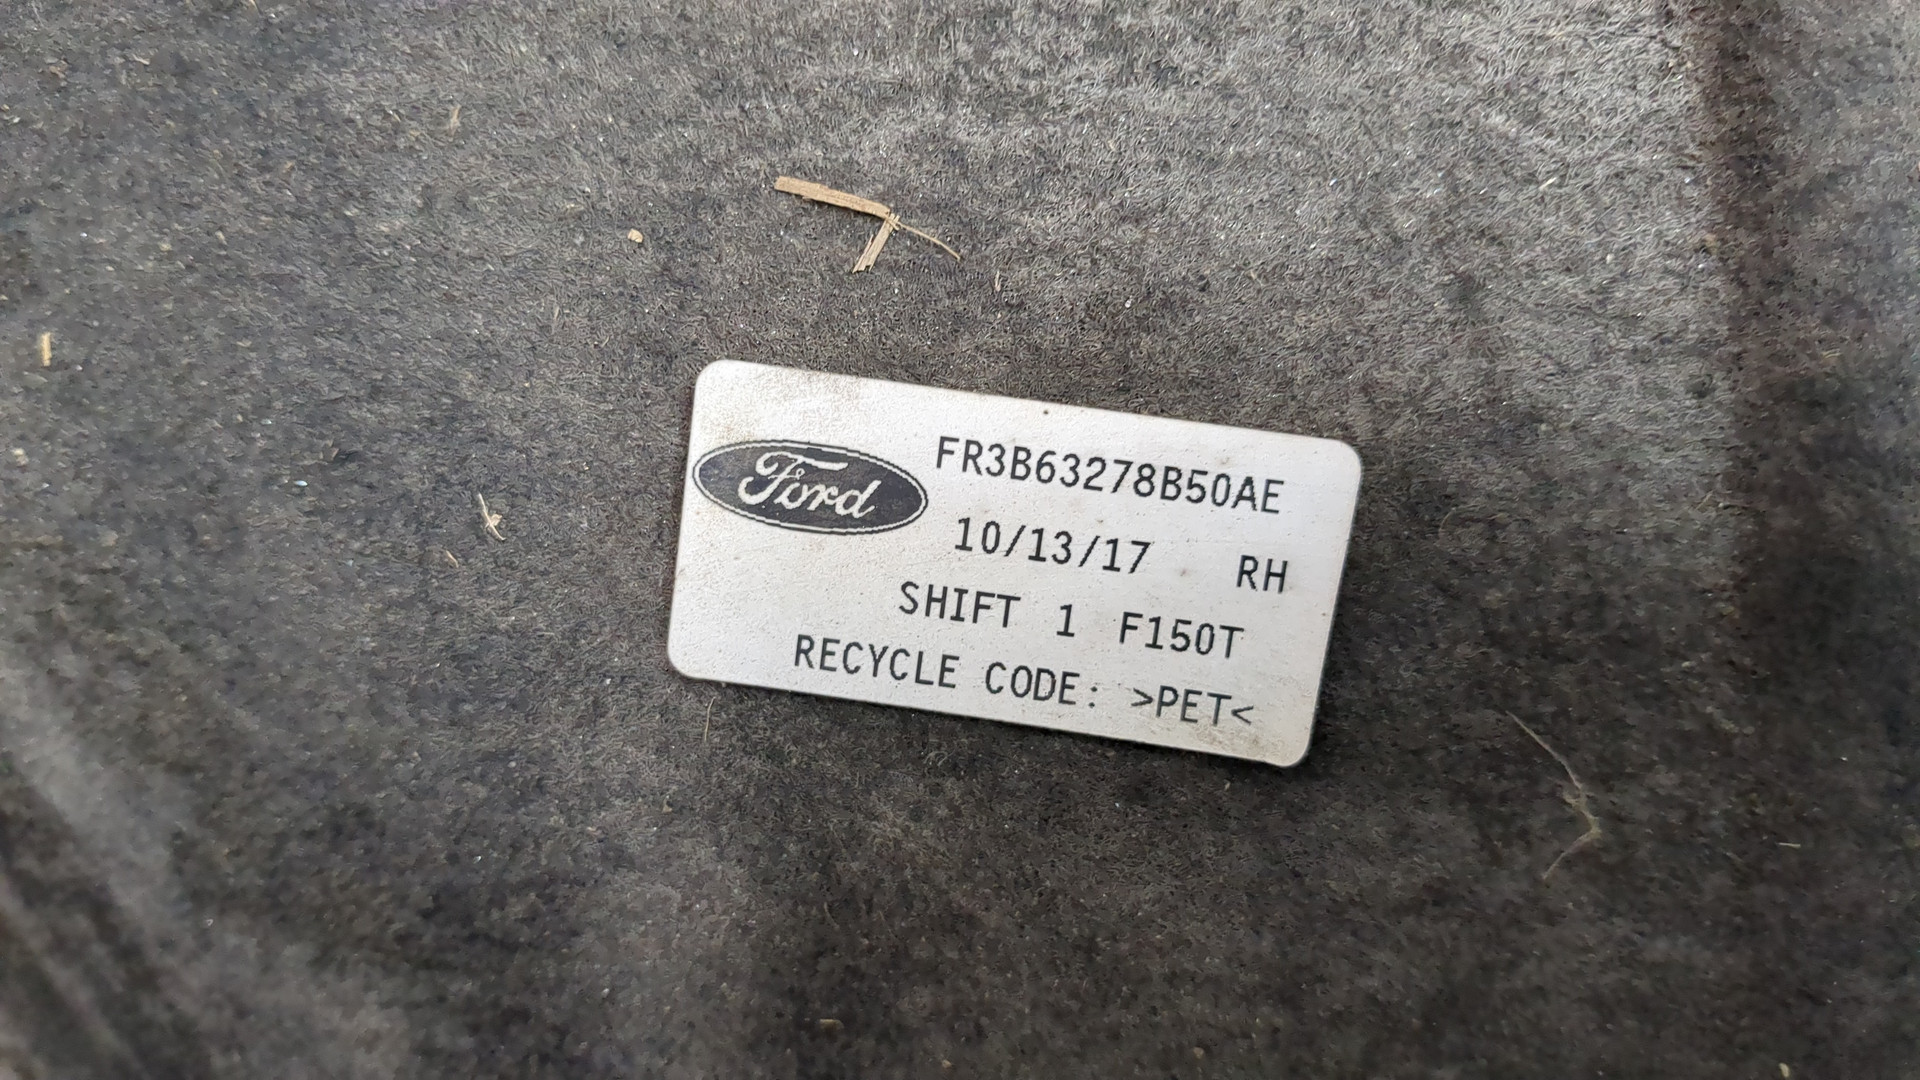 Ford
FR3B63278B50AE
10/13/17 RH
SHIFT 1 F150T
RECYCLE CODE: >PET<